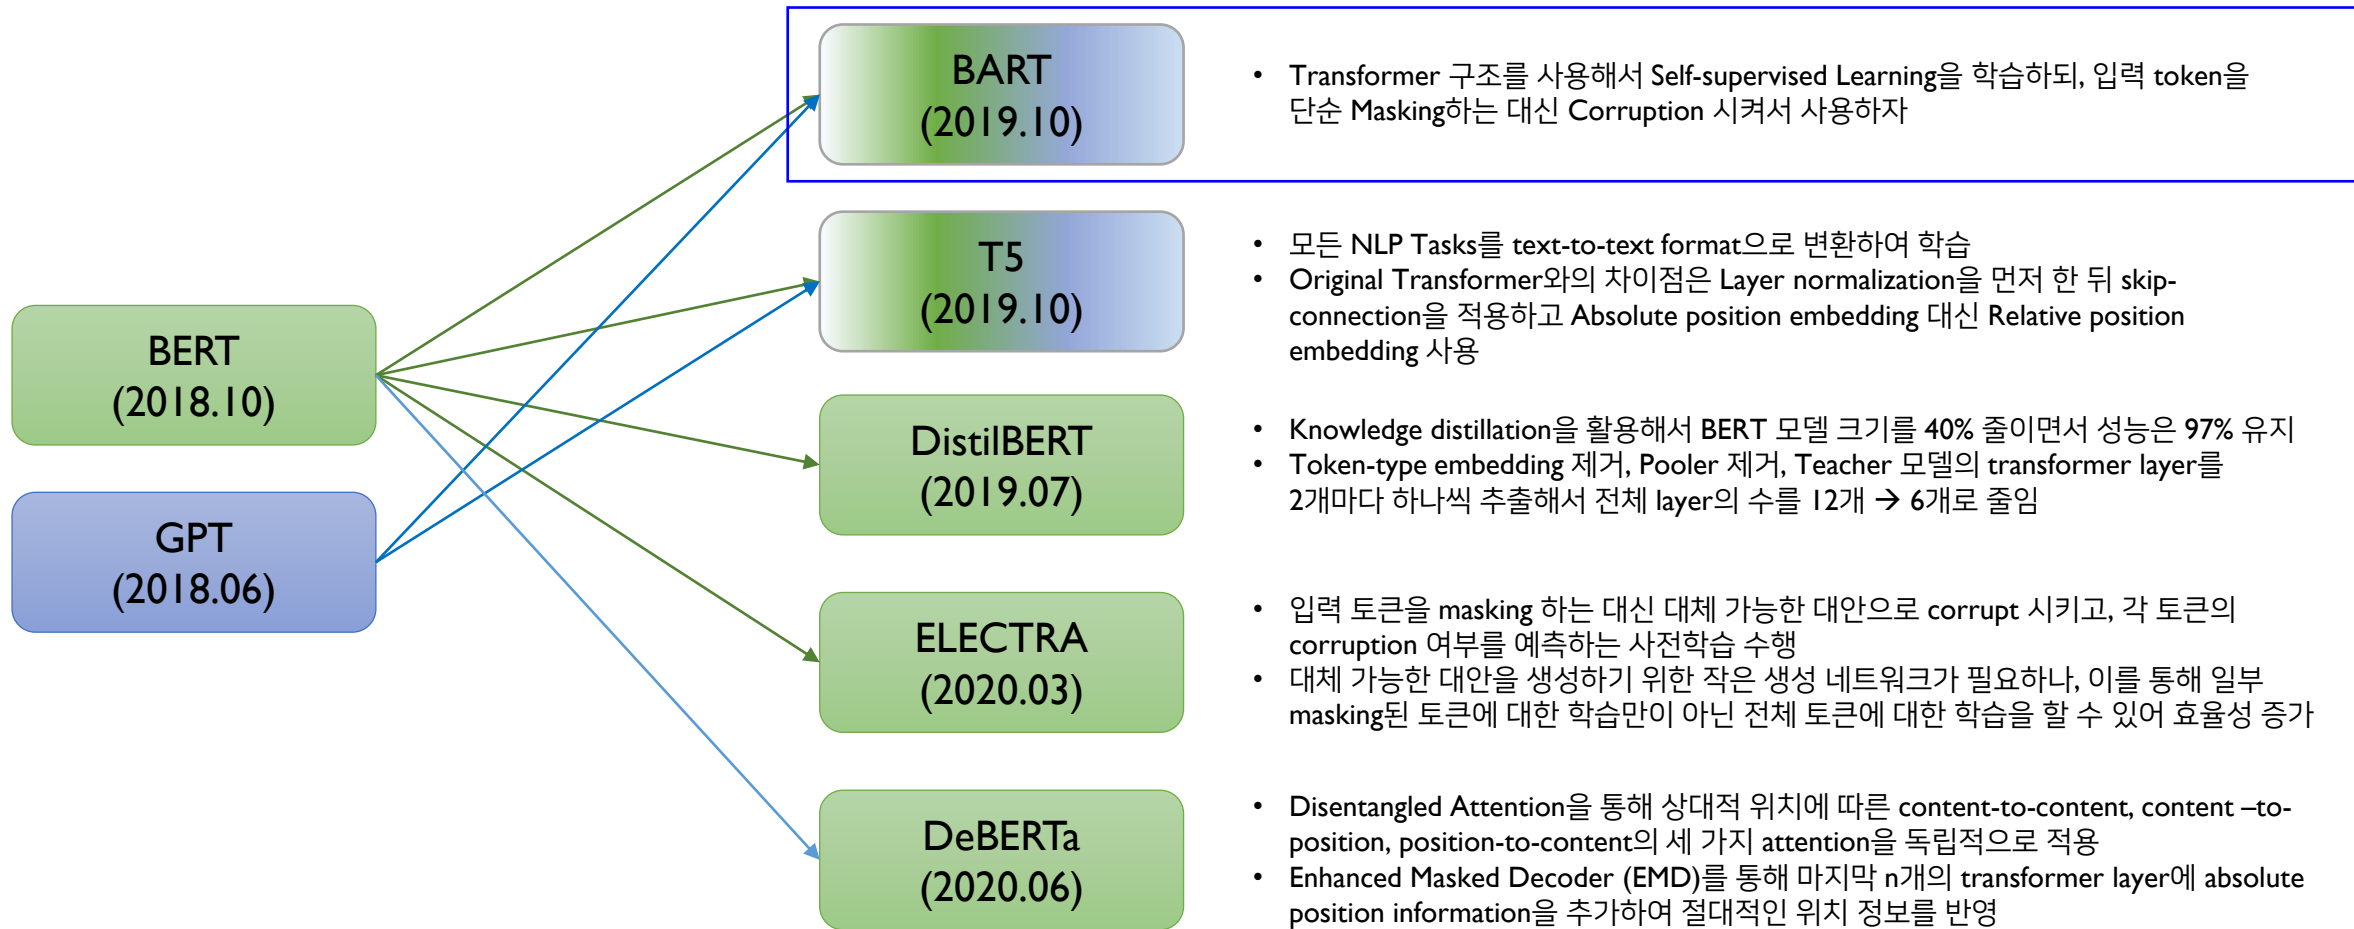 BERT
(2018.10)
GPT
(2018.06)
BART
(2019.10)
• Transformer 구조를 사용해서 Self-supervised Learning을 학습하되, 입력 token을
단순 Masking하는 대신 Corruption 시켜서 사용하자
T5
(2019.10)
• 모든 NLP Tasks를 text-to-text format으로 변환하여 학습
• Original Transformer와의 차이점은 Layer normalization을 먼저 한 뒤 skip-
connection을 적용하고 Absolute position embedding 대신 Relative position
embedding 사용
DistilBERT
(2019.07)
• Knowledge distillation을 활용해서 BERT 모델 크기를 40% 줄이면서 성능은 97% 유지
• Token-type embedding 제거, Pooler 제거, Teacher 모델의 transformer layer를
2개마다 하나씩 추출해서 전체 layer의 수를 12개 → 6개로 줄임
ELECTRA
(2020.03)
• 입력 토큰을 masking 하는 대신 대체 가능한 대안으로 corrupt 시키고, 각 토큰의
corruption 여부를 예측하는 사전학습 수행
• 대체 가능한 대안을 생성하기 위한 작은 생성 네트워크가 필요하나, 이를 통해 일부
masking된 토큰에 대한 학습만이 아닌 전체 토큰에 대한 학습을 할 수 있어 효율성 증가
DeBERTa
(2020.06)
• Disentangled Attention을 통해 상대적 위치에 따른 content-to-content, content –to-
position, position-to-content의 세 가지 attention을 독립적으로 적용
• Enhanced Masked Decoder (EMD)를 통해 마지막 n개의 transformer layer에 absolute
position information을 추가하여 절대적인 위치 정보를 반영